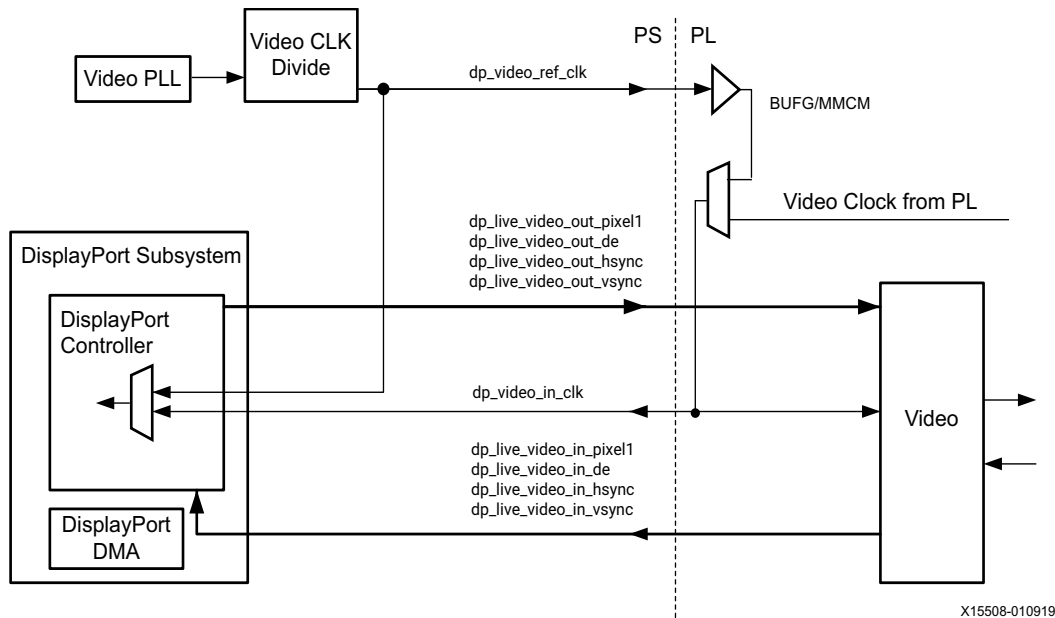 Video PLL
Video CLK
Divide
dp_video_ref_clk
PS
PL
BUFG/MMCM
Video Clock from PL
dp_live_video_out_pixel1
dp_live_video_out_de
dp_live_video_out_hsync
dp_live_video_out_vsync
DisplayPort Subsystem
DisplayPort
Controller
dp_video_in_clk
Video
dp_live_video_in_pixel1
dp_live_video_in_de
dp_live_video_in_hsync
dp_live_video_in_vsync
DisplayPort
DMA
X15508-010919